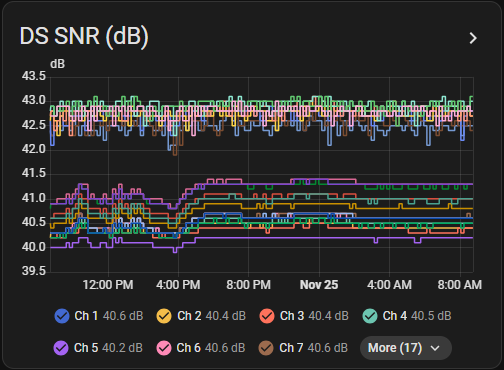 DS SNR (dB)
dB
43.5
43.0
42.5
42.0
41.5
41.0
40.5
40.0
39.5
12:00 PM 4:00 PM 8:00 PM Nov 25 4:00 AM 8:00 AM
Ch 1 40.6 dB Ch 2 40.4 dB Ch 3 40.4 dB Ch 4 40.5 dB
Ch 5 40.2 dB Ch 6 40.6 dB Ch 7 40.6 dB More (17)